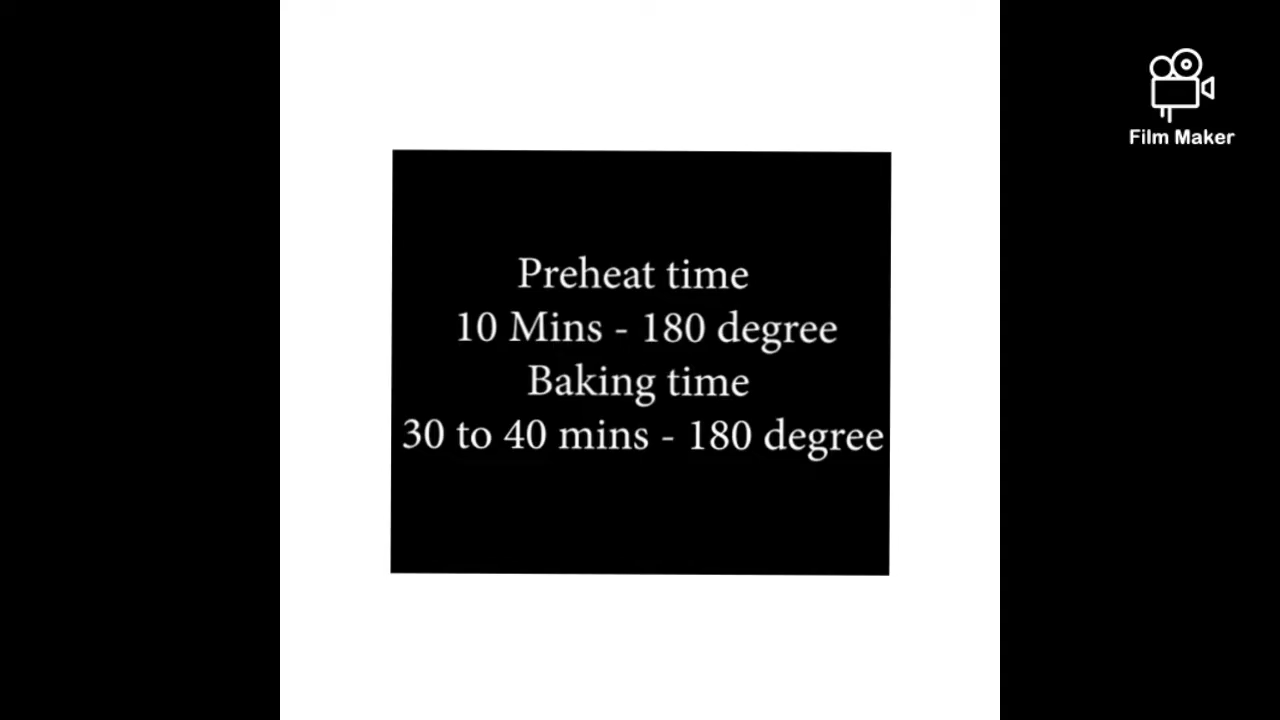 Film Maker
Preheat time
10 Mins - 180 degree
Baking time
30 to 40 mins - 180 degree